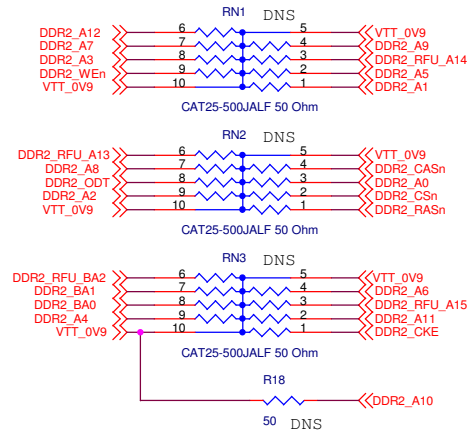 RN1 DNS
DDR2_A12 6 5 VTT_0V9
DDR2_A7 7 4 DDR2_A9
DDR2_A3 8 3 DDR2_RFU_A14
DDR2_WEn 9 2 DDR2_A5
VTT_0V9 10 1 DDR2_A1
CAT25-500JALF 50 Ohm
RN2 DNS
DDR2_RFU_A13 6 5 VTT_0V9
DDR2_A8 7 4 DDR2_CASn
DDR2_ODT 8 3 DDR2_A0
DDR2_A2 9 2 DDR2_CSn
VTT_0V9 10 1 DDR2_RASn
CAT25-500JALF 50 Ohm
RN3 DNS
DDR2_RFU_BA2 6 5 VTT_0V9
DDR2_BA1 7 4 DDR2_A6
DDR2_BA0 8 3 DDR2_RFU_A15
DDR2_A4 9 2 DDR2_A11
VTT_0V9 10 1 DDR2_CKE
CAT25-500JALF 50 Ohm
R18
DDR2_A10
50 DNS